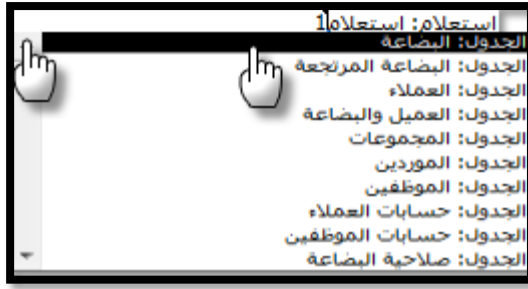 استعلام: استعلام1
الجدول: البضاعة
الجدول: البضاعة المرتجعة
الجدول: العملاء
الجدول: العميل والبضاعة
الجدول: المجموعات
الجدول: الموردين
الجدول: الموظفين
الجدول: حسابات العملاء
الجدول: حسابات الموظفين
الجدول: صلاحية البضاعة